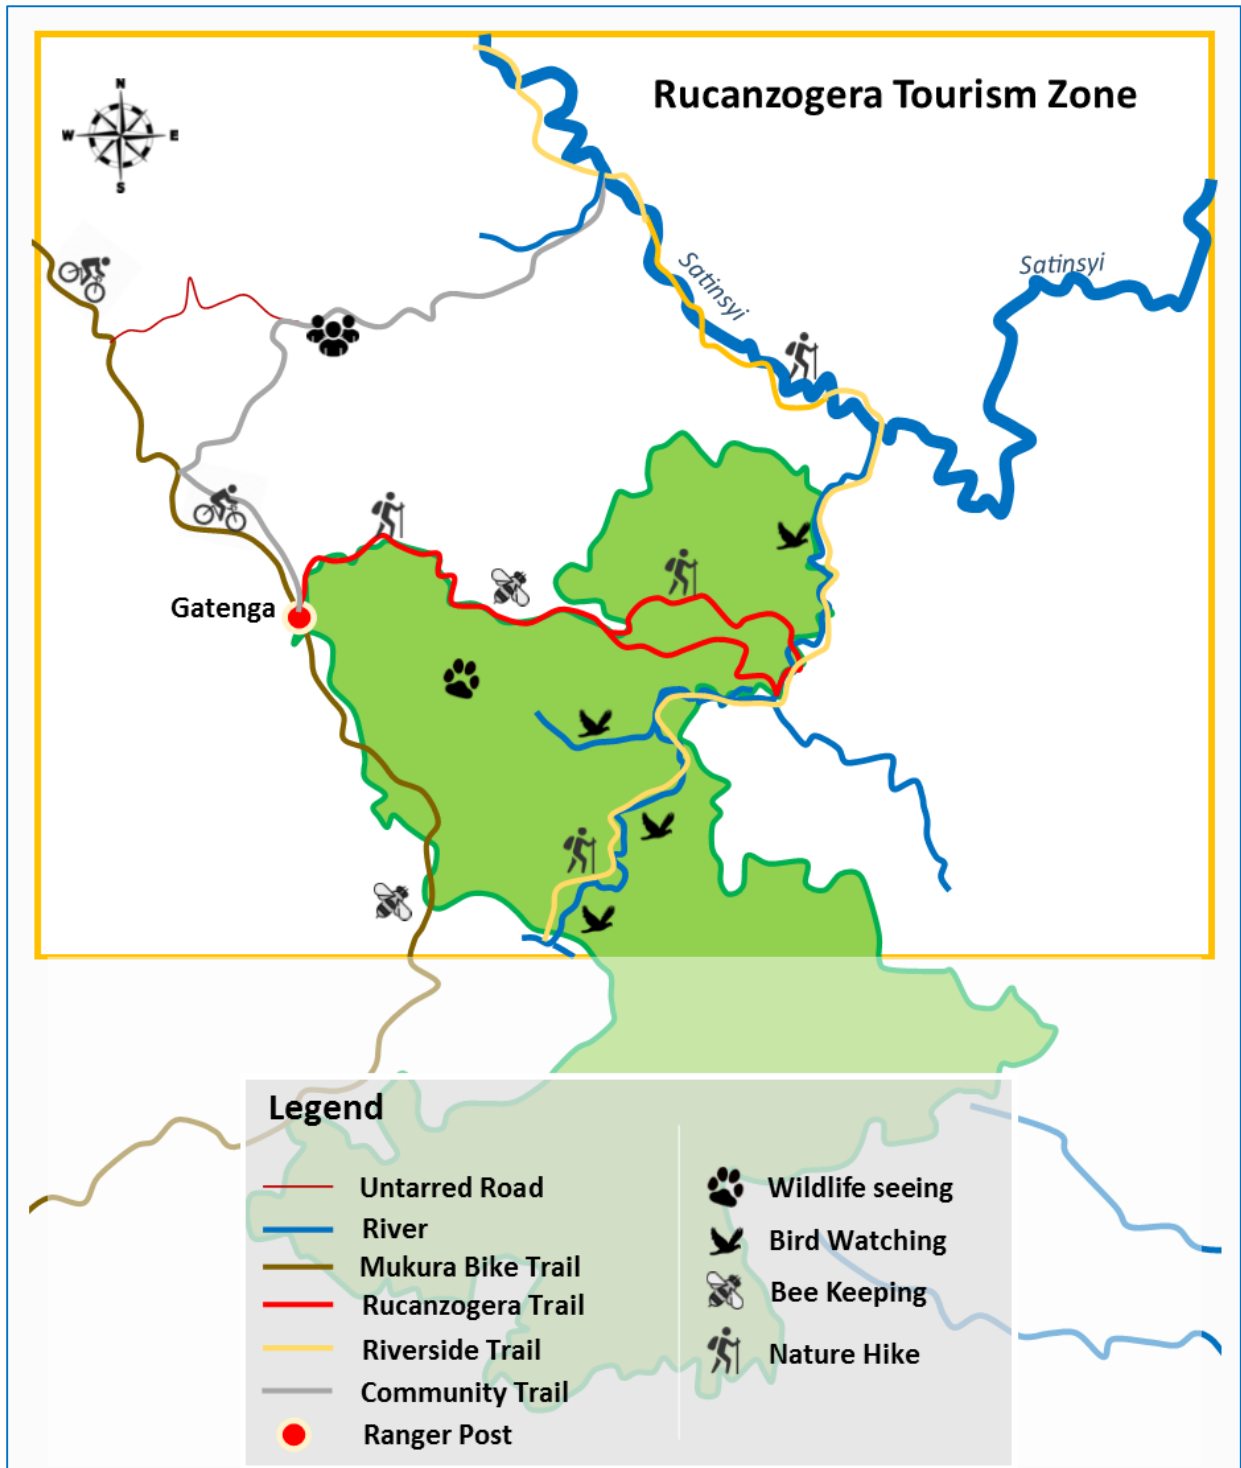 Rucanzogera Tourism Zone
N
W
E
S
Satinsyi
Satinsyi
Gatenga
Legend
Untarred Road
River
Mukura Bike Trail
Rucanzogera Trail
Riverside Trail
Community Trail
Ranger Post
Wildlife seeing
Bird Watching
Bee Keeping
Nature Hike